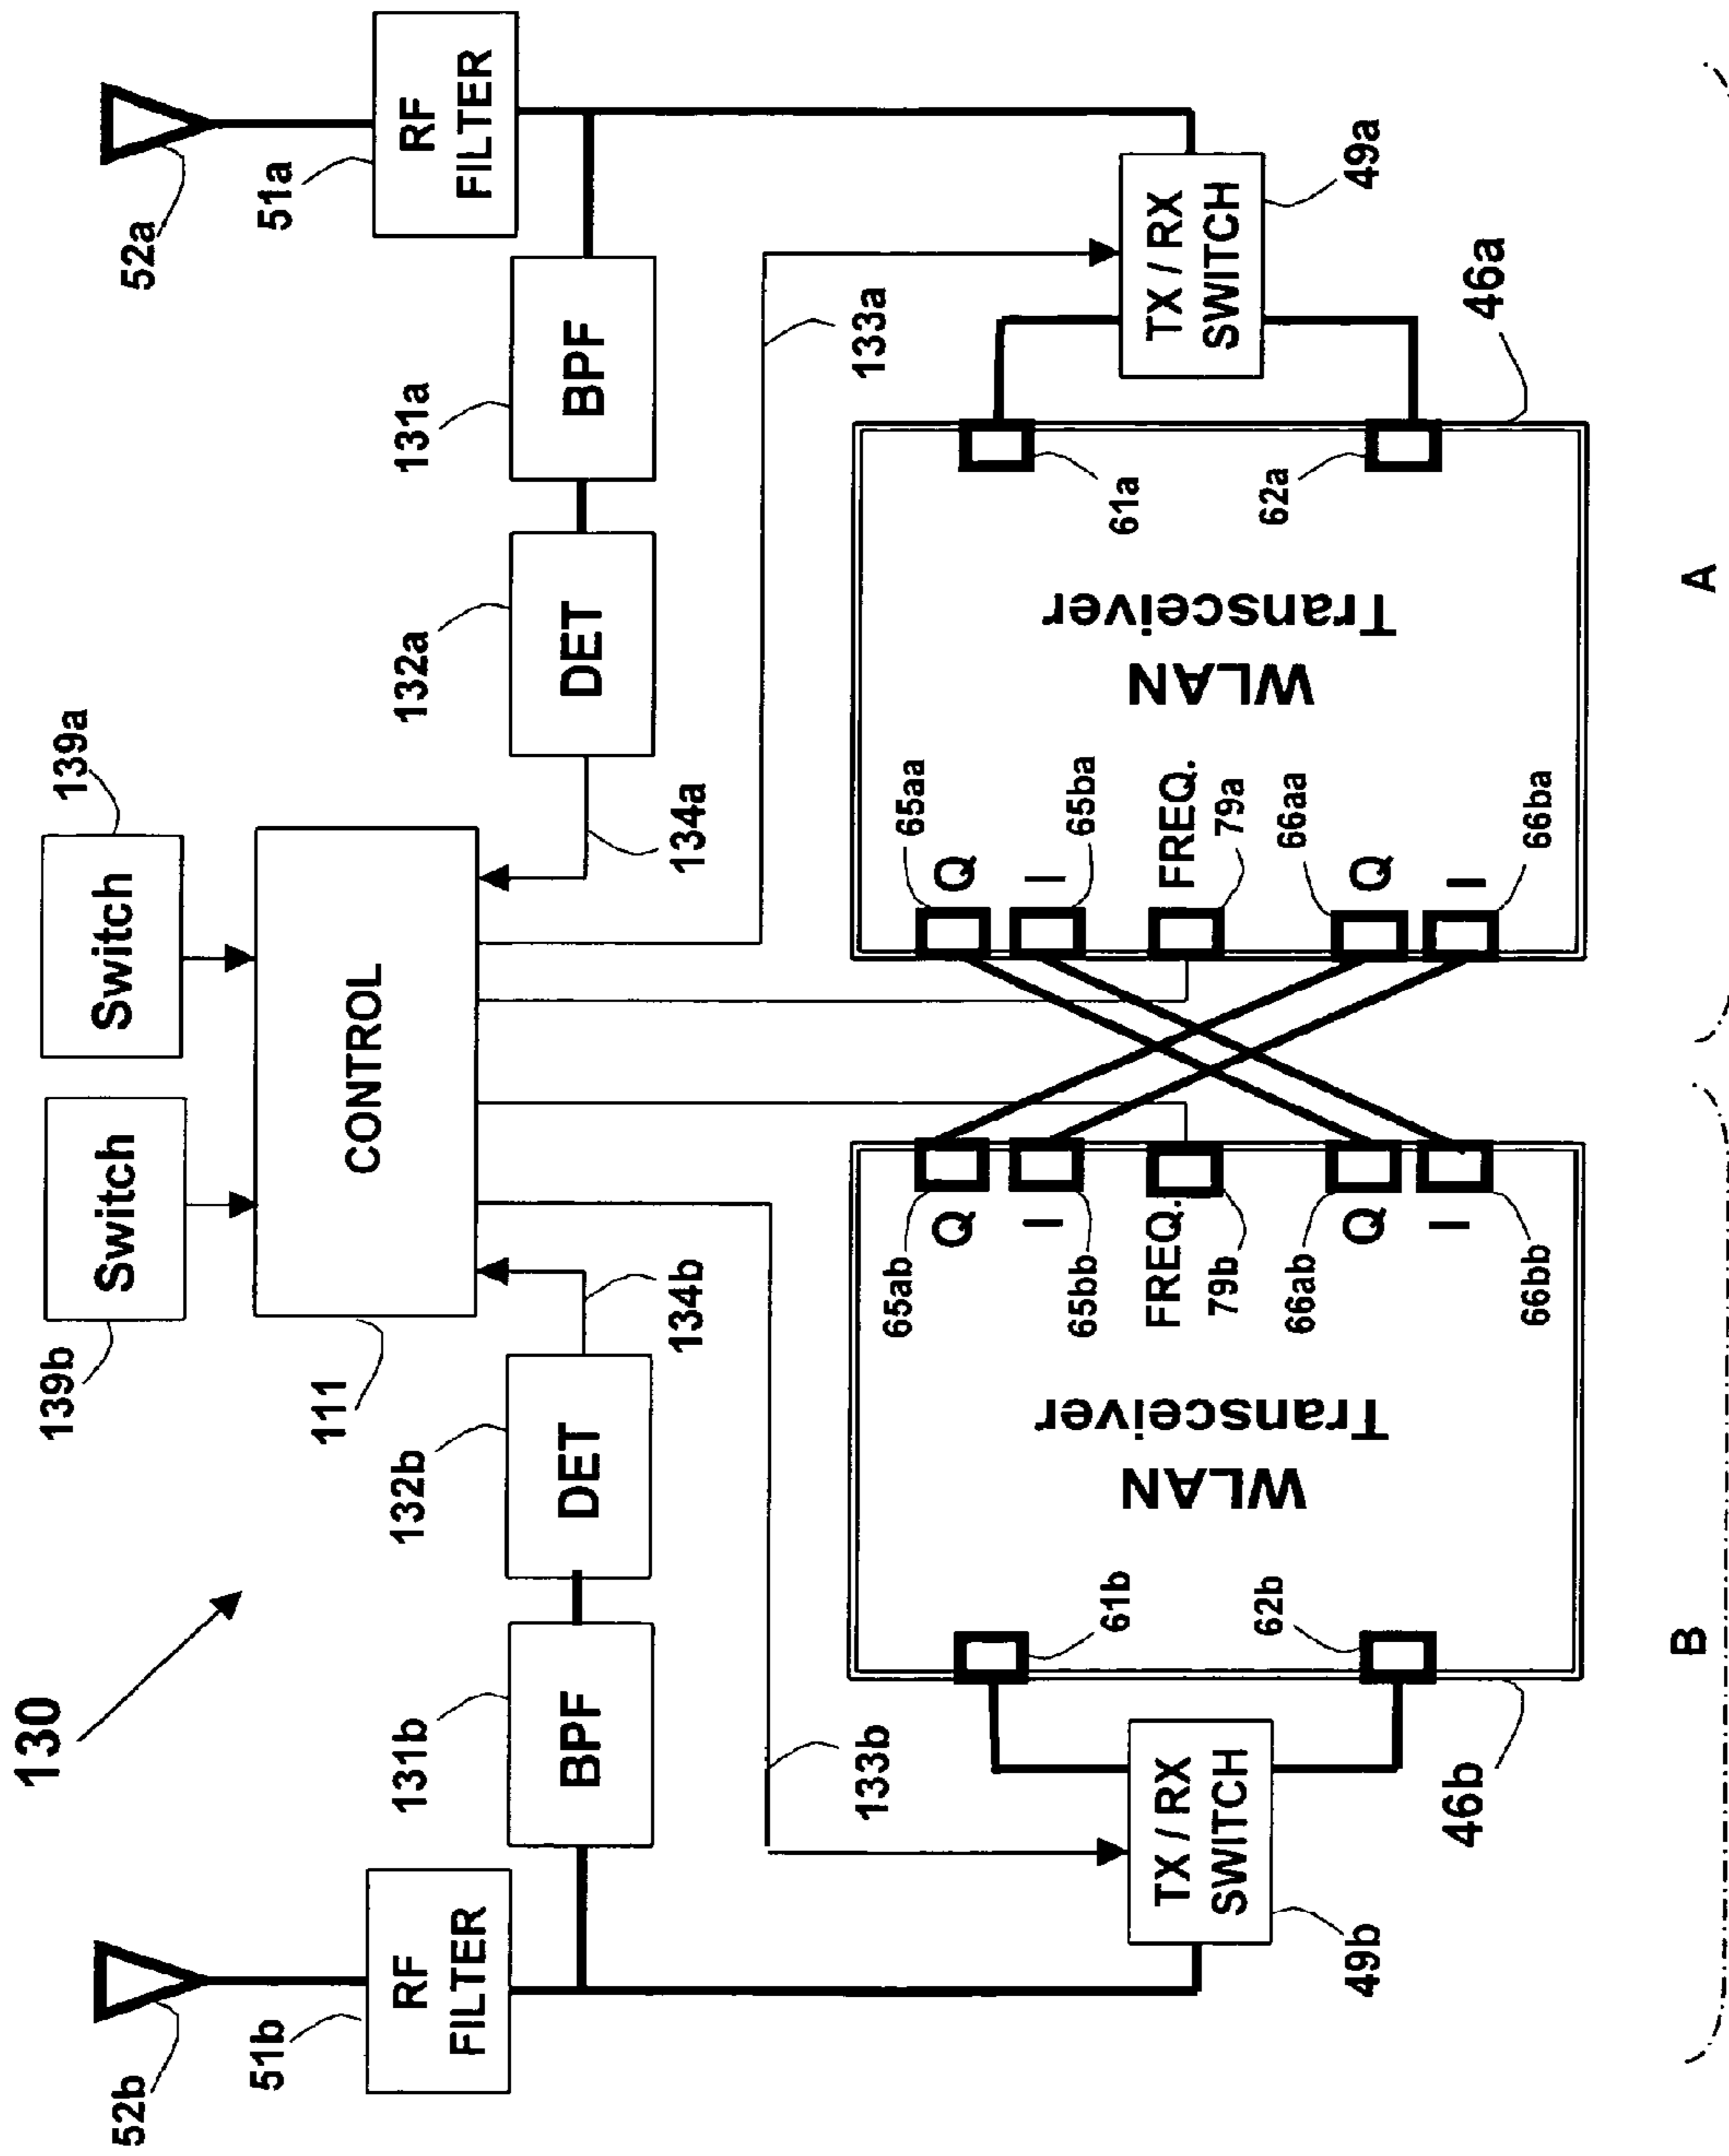 130
52b
51b
RF
FILTER
131b
BPF
132b
DET
134b
139b
Switch
139a
Switch
111
CONTROL
134a
132a
DET
131a
BPF
52a
51a
RF
FILTER
133b
133a
49b
TX / RX
SWITCH
46b
61b
62b
WLAN
Transceiver
65ab
Q
65bb
I
FREQ.
79b
66ab
Q
66bb
I
65aa
Q
65ba
I
FREQ.
79a
66aa
Q
66ba
I
WLAN
Transceiver
61a
62a
46a
TX / RX
SWITCH
49a
B
A